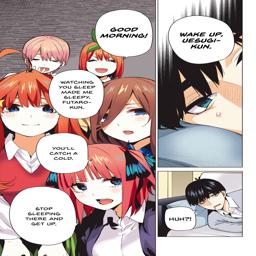 GOOD
MORNING!
WATCHING
YOU SLEEP
MADE ME
SLEEPY,
FUTARO-
KUN.
YOU'LL
CATCH A
COLD.
STOP
SLEEPING
THERE AND
GET UP.
WAKE UP,
UESUGI-
KUN.
HUH?!